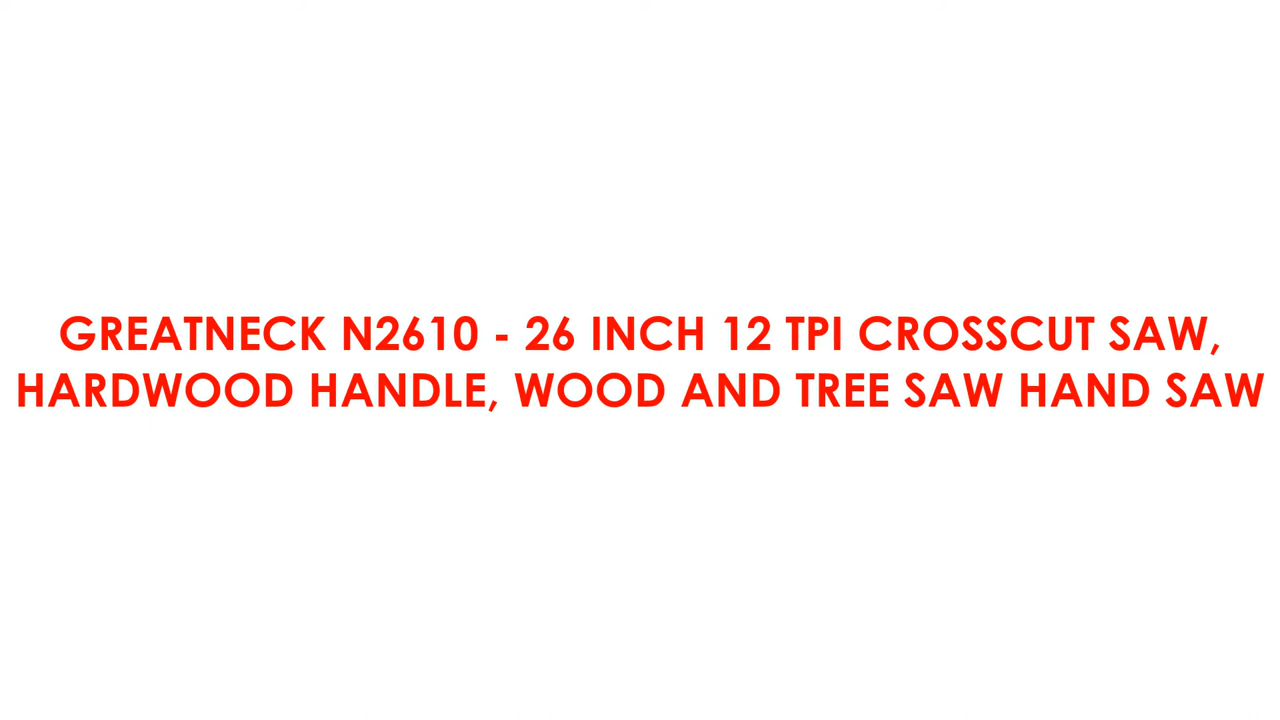 GREATNECK N2610 - 26 INCH 12 TPI CROSSCUT SAW,
HARDWOOD HANDLE, WOOD AND TREE SAW HAND SAW